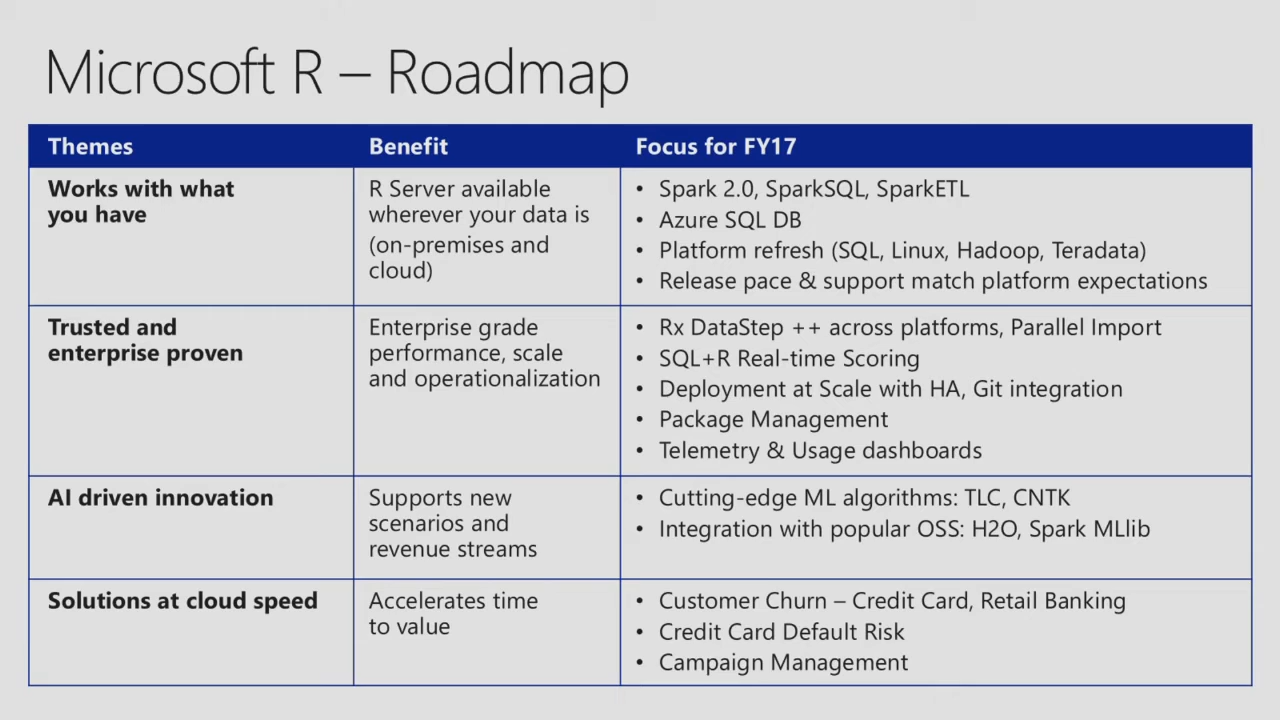 Microsoft R – Roadmap
Themes
Benefit
Focus for FY17
Works with what
you have
R Server available
wherever your data is
(on-premises and
cloud)
• Spark 2.0, SparkSQL, SparkETL
• Azure SQL DB
• Platform refresh (SQL, Linux, Hadoop, Teradata)
• Release pace & support match platform expectations
Trusted and
enterprise proven
Enterprise grade
performance, scale
and operationalization
• Rx DataStep ++ across platforms, Parallel Import
• SQL+R Real-time Scoring
• Deployment at Scale with HA, Git integration
• Package Management
• Telemetry & Usage dashboards
AI driven innovation
Supports new
scenarios and
revenue streams
• Cutting-edge ML algorithms: TLC, CNTK
• Integration with popular OSS: H2O, Spark MLlib
Solutions at cloud speed
Accelerates time
to value
• Customer Churn – Credit Card, Retail Banking
• Credit Card Default Risk
• Campaign Management